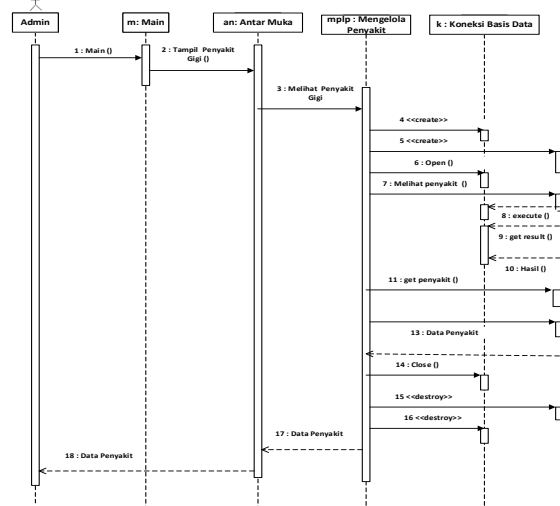 Admin
m: Main
an: Antar Muka
mplp : Mengelola
Penyakit
k : Koneksi Basis Data
1 : Main ()
2 : Tampil Penyakit
Gigi ()
3 : Melihat Penyakit
Gigi
4 <<create>>
5 <<create>>
6 : Open ()
7 : Melihat penyakit ()
8 : execute ()
9 : get result ()
10 : Hasil ()
11 : get penyakit ()
13 : Data Penyakit
14 : Close ()
15 <<destroy>>
16 <<destroy>>
17 : Data Penyakit
18 : Data Penyakit